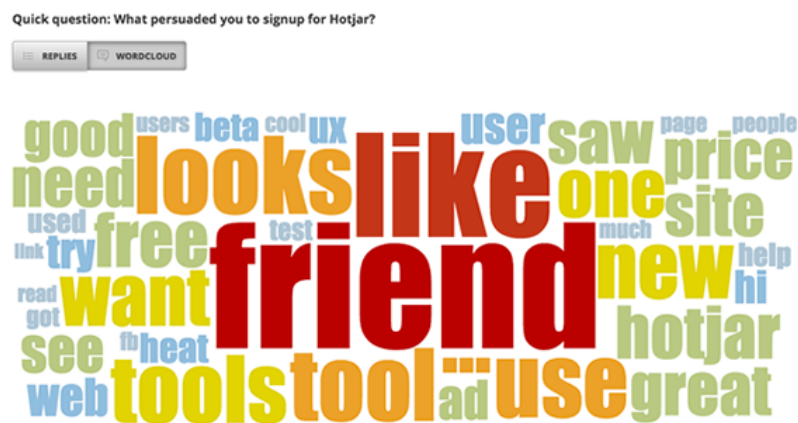 Quick question: What persuaded you to signup for Hotjar?
REPLIES WORDCLOUD
good users beta cool ux user saw page people
need looks like one price
used free test much site
link try friend new help
read want hi
got
see fb heat hotjar
web tools tool ... ad use great